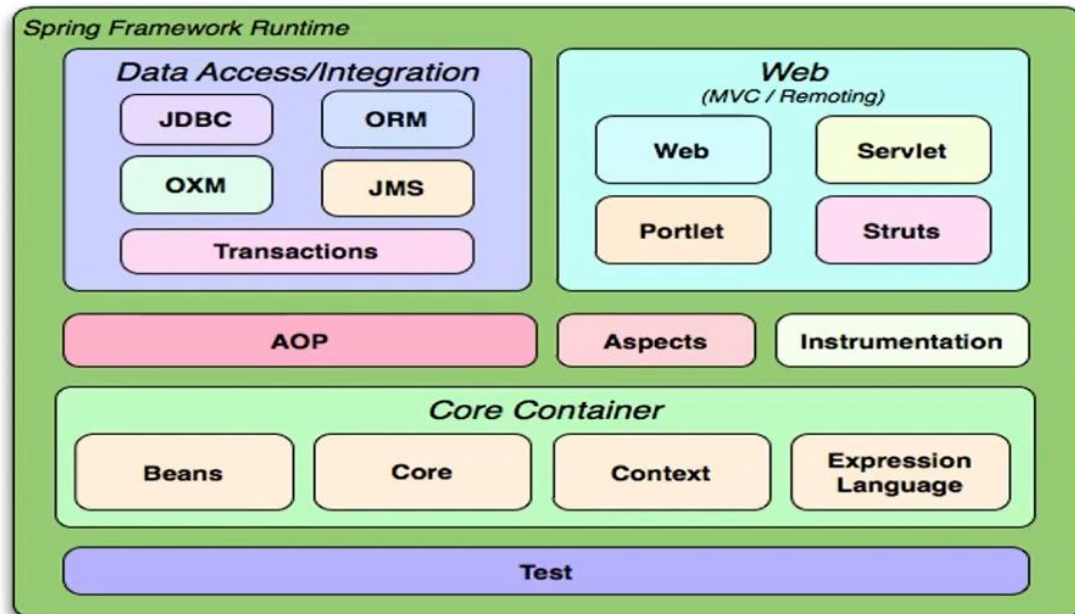 Spring Framework Runtime
Data Access/Integration
JDBC
ORM
OXM
JMS
Transactions
Web
(MVC / Remoting)
Web
Servlet
Portlet
Struts
AOP
Aspects
Instrumentation
Core Container
Beans
Core
Context
Expression
Language
Test